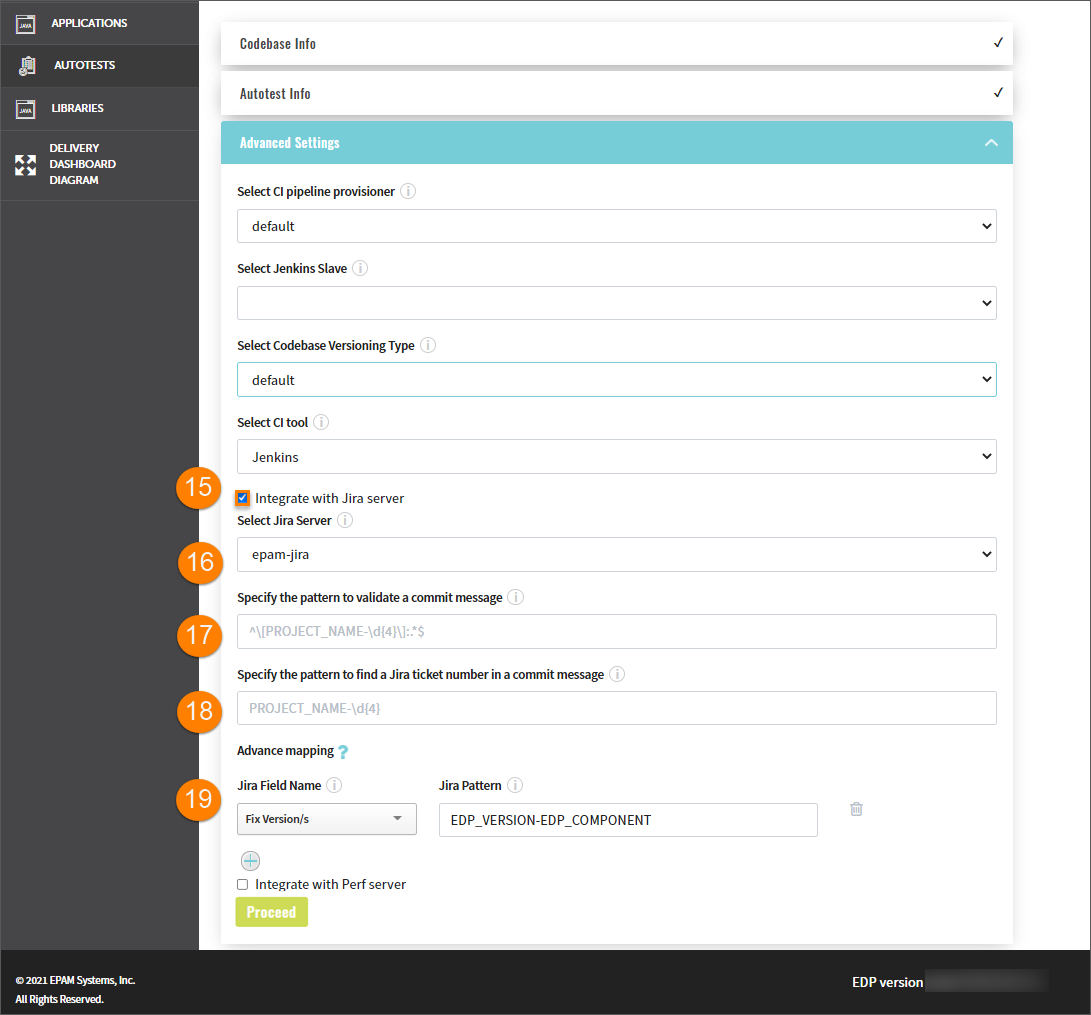 JAVA
APPLICATIONS
AUTOTESTS
JAVA
LIBRARIES
DELIVERY
DASHBOARD
DIAGRAM
Codebase Info ✓
Autotest Info ✓
Advanced Settings
Select CI pipeline provisioner i
default
Select Jenkins Slave i
Select Codebase Versioning Type i
default
Select CI tool i
Jenkins
15
Integrate with Jira server
Select Jira Server i
16
epam-jira
Specify the pattern to validate a commit message i
17
^\[PROJECT_NAME-\d{4}\]:.*$
Specify the pattern to find a Jira ticket number in a commit message i
18
PROJECT_NAME-\d{4}
Advance mapping ?
19
Jira Field Name i Jira Pattern i
Fix Version/s EDP_VERSION-EDP_COMPONENT
Integrate with Perf server
Proceed
© 2021 EPAM Systems, Inc.
All Rights Reserved.
EDP version